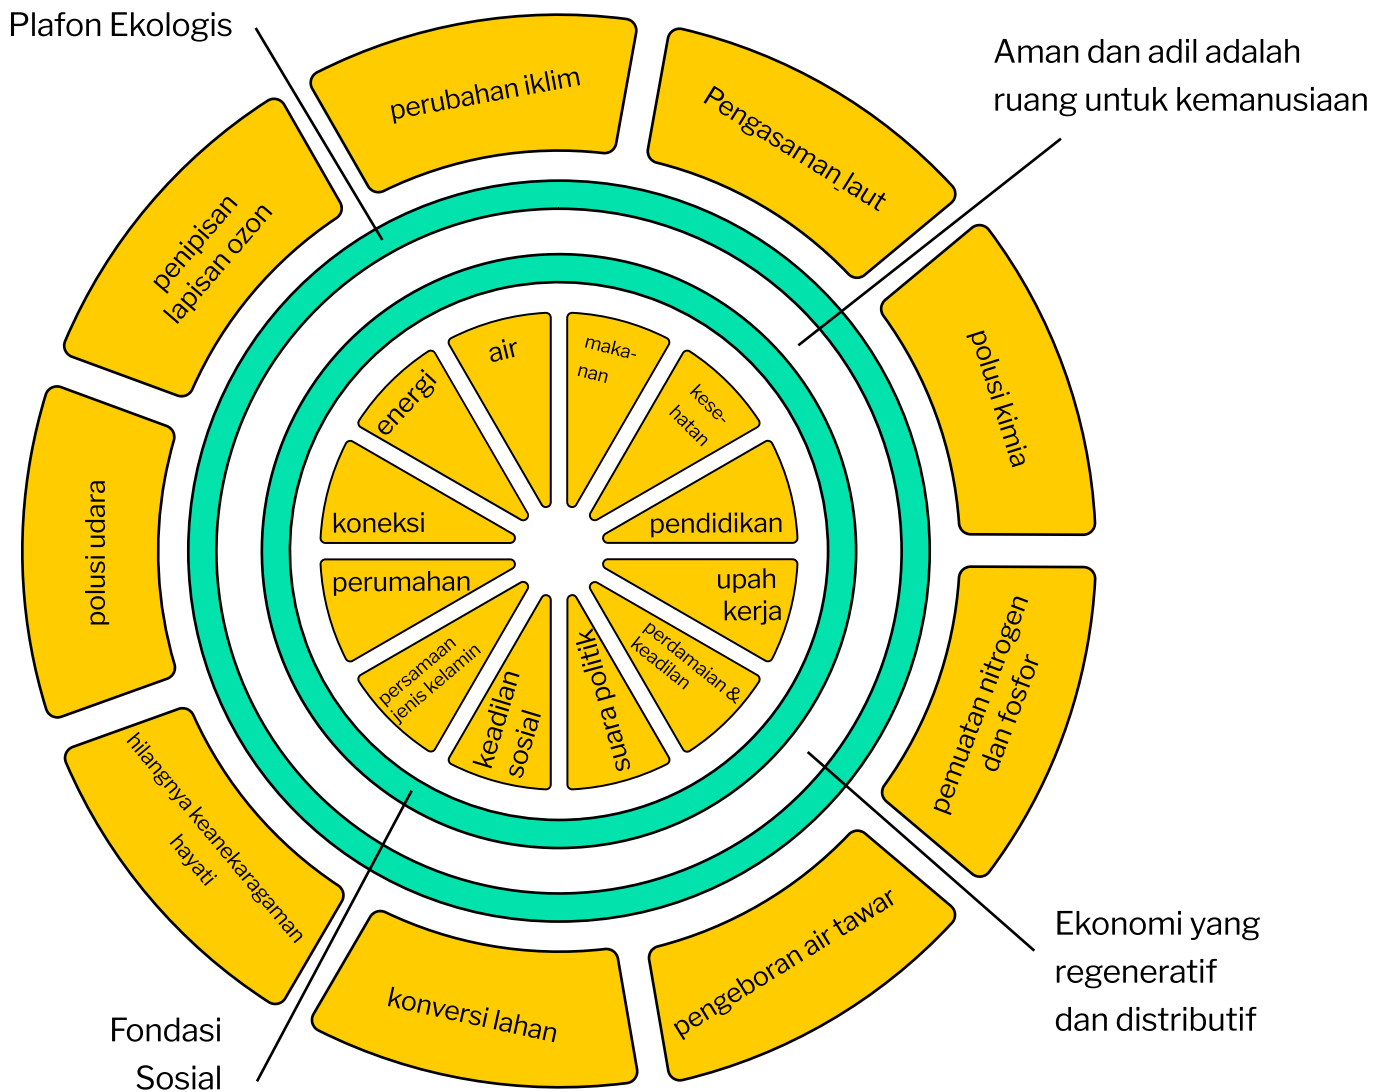 Plafon Ekologis
Aman dan adil adalah
ruang untuk kemanusiaan
perubahan iklim
Pengasaman laut
polusi kimia
pemuatan nitrogen
dan fosfor
pengeboran air tawar
konversi lahan
hilangnya keanekaragaman
hayati
polusi udara
penipisan
lapisan ozon
air
maka-
nan
kese-
hatan
pendidikan
upah
kerja
perdamaian &
keadilan
suara politik
keadilan
sosial
persamaan
jenis kelamin
perumahan
koneksi
energi
Ekonomi yang
regeneratif
dan distributif
Fondasi
Sosial